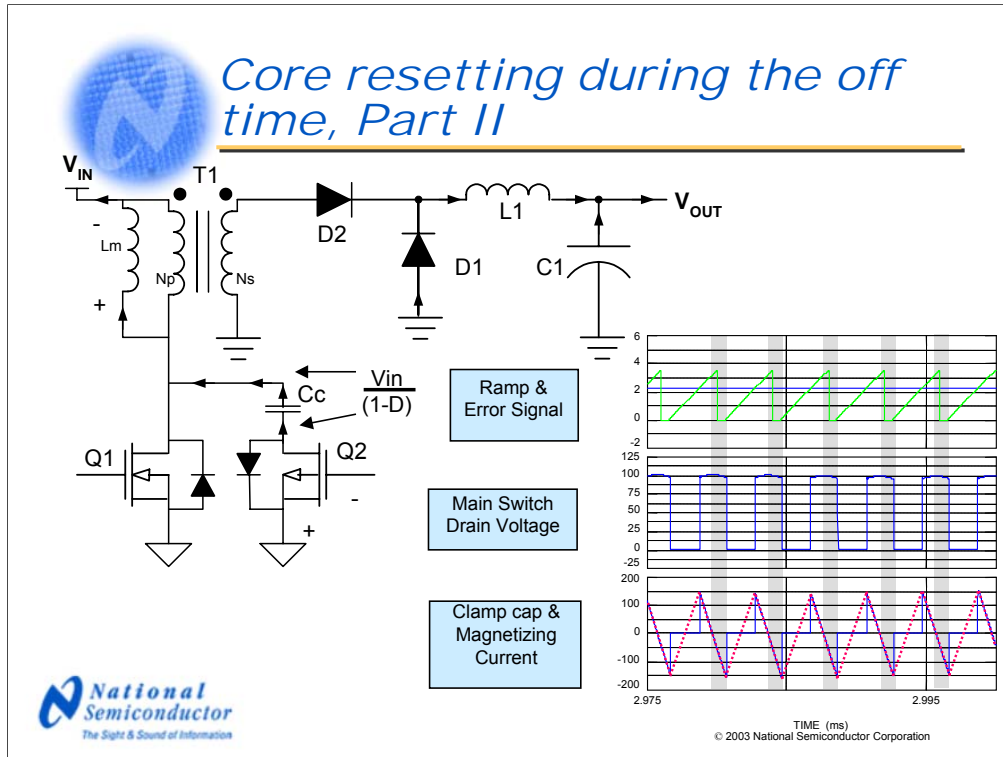 Core resetting during the off
time, Part II
VIN
T1
L1
VOUT
D2
D1
C1
-
Lm
Np
Ns
+
Vin
(1-D)
Cc
Q1
Q2
-
+
Ramp &
Error Signal
Main Switch
Drain Voltage
Clamp cap &
Magnetizing
Current
6
4
2
0
-2
125
100
75
50
25
0
-25
200
100
0
-100
-200
2.975
2.995
TIME (ms)
© 2003 National Semiconductor Corporation
National
Semiconductor
The Sight & Sound of Information